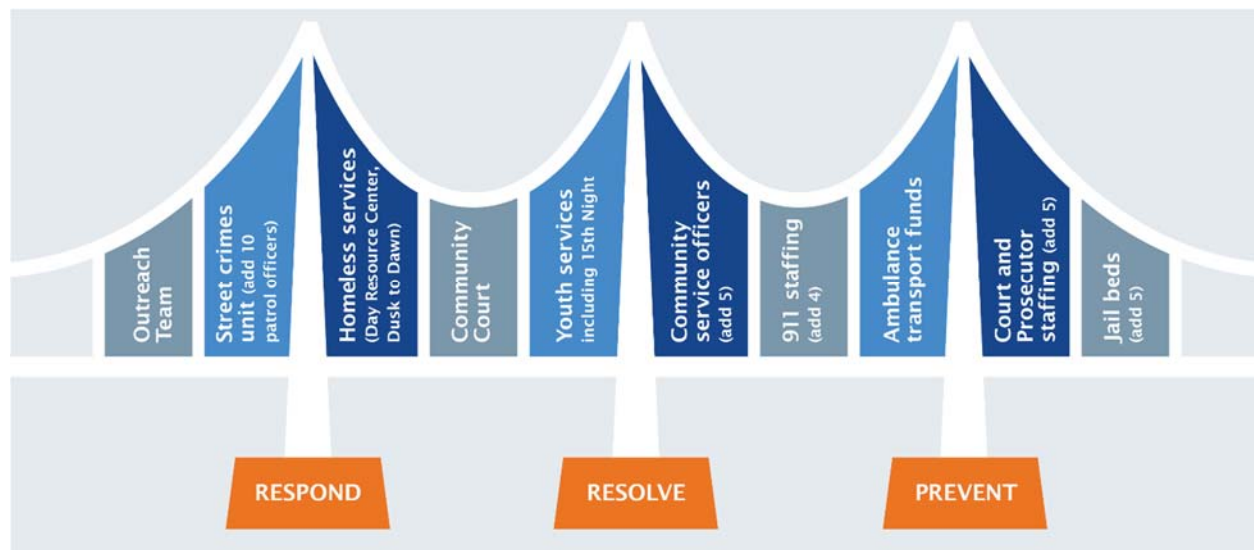 Outreach
Team
Street crimes
unit (add 10
patrol officers)
Homeless services
(Day Resource Center,
Dusk to Dawn)
Community
Court
Youth services
including 15th Night
Community
service officers
(add 5)
911 staffing
(add 4)
Ambulance
transport funds
Court and
Prosecutor
staffing (add 5)
Jail beds
(add 5)
RESPOND
RESOLVE
PREVENT